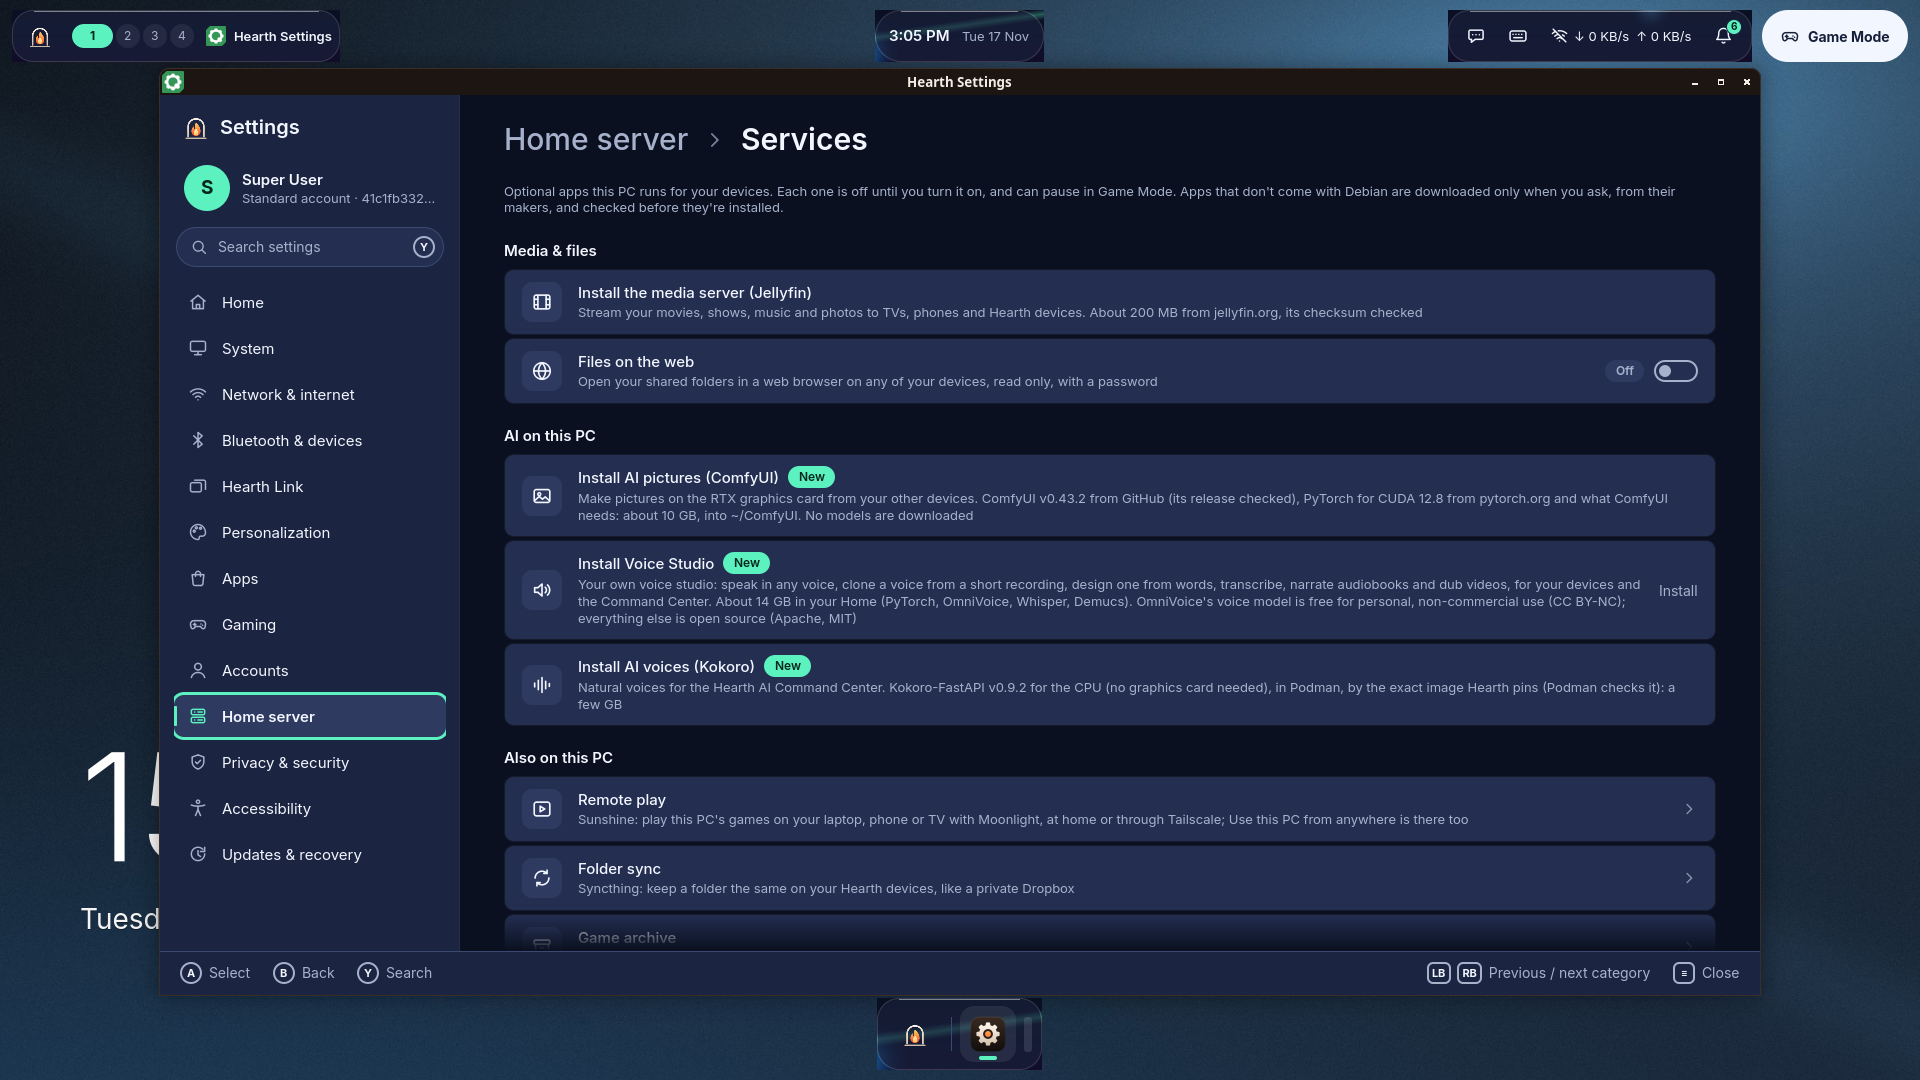 1 2 3 4 Hearth Settings
3:05 PM Tue 17 Nov
↓ 0 KB/s ↑ 0 KB/s
6
Game Mode
Hearth Settings
Settings
S
Super User
Standard account · 41c1fb332...
Search settings Y
Home
System
Network & internet
Bluetooth & devices
Hearth Link
Personalization
Apps
Gaming
Accounts
Home server
Privacy & security
Accessibility
Updates & recovery
Home server > Services
Optional apps this PC runs for your devices. Each one is off until you turn it on, and can pause in Game Mode. Apps that don't come with Debian are downloaded only when you ask, from their
makers, and checked before they're installed.
Media & files
Install the media server (Jellyfin)
Stream your movies, shows, music and photos to TVs, phones and Hearth devices. About 200 MB from jellyfin.org, its checksum checked
Files on the web
Open your shared folders in a web browser on any of your devices, read only, with a password
Off
AI on this PC
Install AI pictures (ComfyUI) New
Make pictures on the RTX graphics card from your other devices. ComfyUI v0.43.2 from GitHub (its release checked), PyTorch for CUDA 12.8 from pytorch.org and what ComfyUI
needs: about 10 GB, into ~/ComfyUI. No models are downloaded
Install Voice Studio New
Your own voice studio: speak in any voice, clone a voice from a short recording, design one from words, transcribe, narrate audiobooks and dub videos, for your devices and
the Command Center. About 14 GB in your Home (PyTorch, OmniVoice, Whisper, Demucs). OmniVoice's voice model is free for personal, non-commercial use (CC BY-NC);
everything else is open source (Apache, MIT)
Install
Install AI voices (Kokoro) New
Natural voices for the Hearth AI Command Center. Kokoro-FastAPI v0.9.2 for the CPU (no graphics card needed), in Podman, by the exact image Hearth pins (Podman checks it): a
few GB
Also on this PC
Remote play
Sunshine: play this PC's games on your laptop, phone or TV with Moonlight, at home or through Tailscale; Use this PC from anywhere is there too
Folder sync
Syncthing: keep a folder the same on your Hearth devices, like a private Dropbox
Game archive
15
Tuesd
A Select B Back Y Search
LB RB Previous / next category ≡ Close